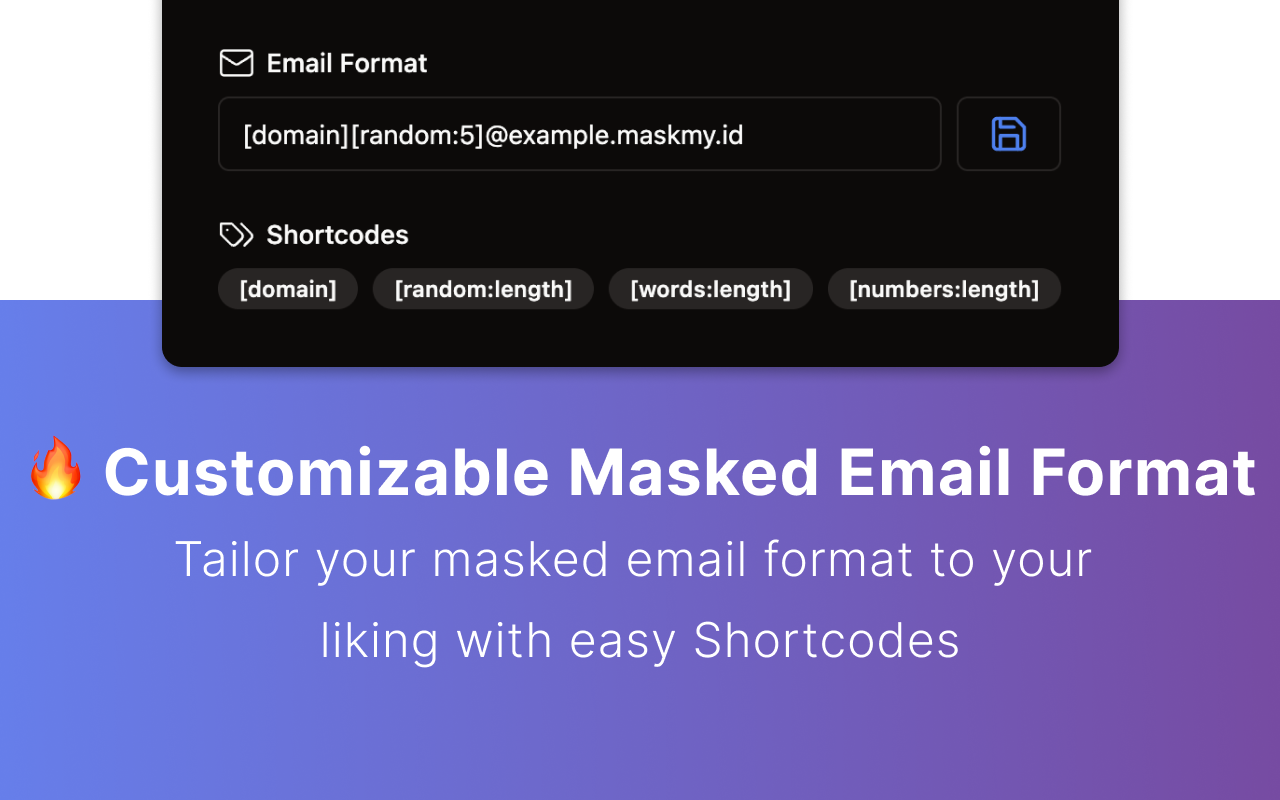 Email Format
[domain][random:5]@example.maskmy.id
Shortcodes
[domain] [random:length] [words:length] [numbers:length]
🔥 Customizable Masked Email Format
Tailor your masked email format to your
liking with easy Shortcodes